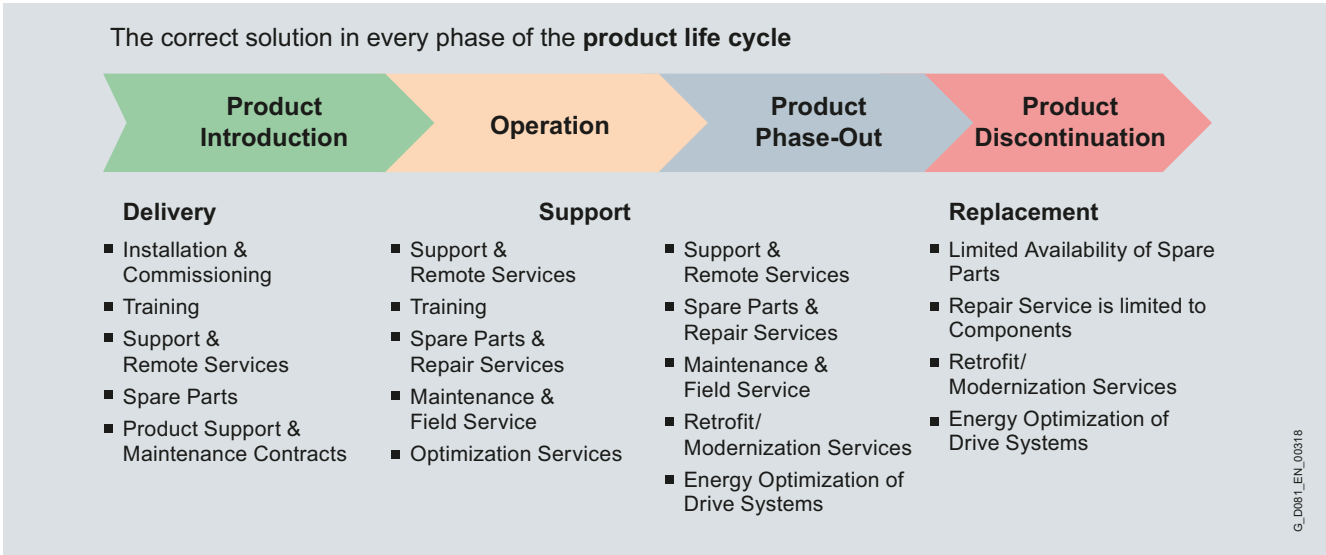 The correct solution in every phase of the product life cycle
Product
Introduction
Operation
Product
Phase-Out
Product
Discontinuation
Delivery
■ Installation &
Commissioning
■ Training
■ Support &
Remote Services
■ Spare Parts
■ Product Support &
Maintenance Contracts
Support
■ Support &
Remote Services
■ Training
■ Spare Parts &
Repair Services
■ Maintenance &
Field Service
■ Optimization Services
■ Support &
Remote Services
■ Spare Parts &
Repair Services
■ Maintenance &
Field Service
■ Retrofit/
Modernization Services
■ Energy Optimization of
Drive Systems
Replacement
■ Limited Availability of Spare
Parts
■ Repair Service is limited to
Components
■ Retrofit/
Modernization Services
■ Energy Optimization of
Drive Systems
G_D081_EN_00318